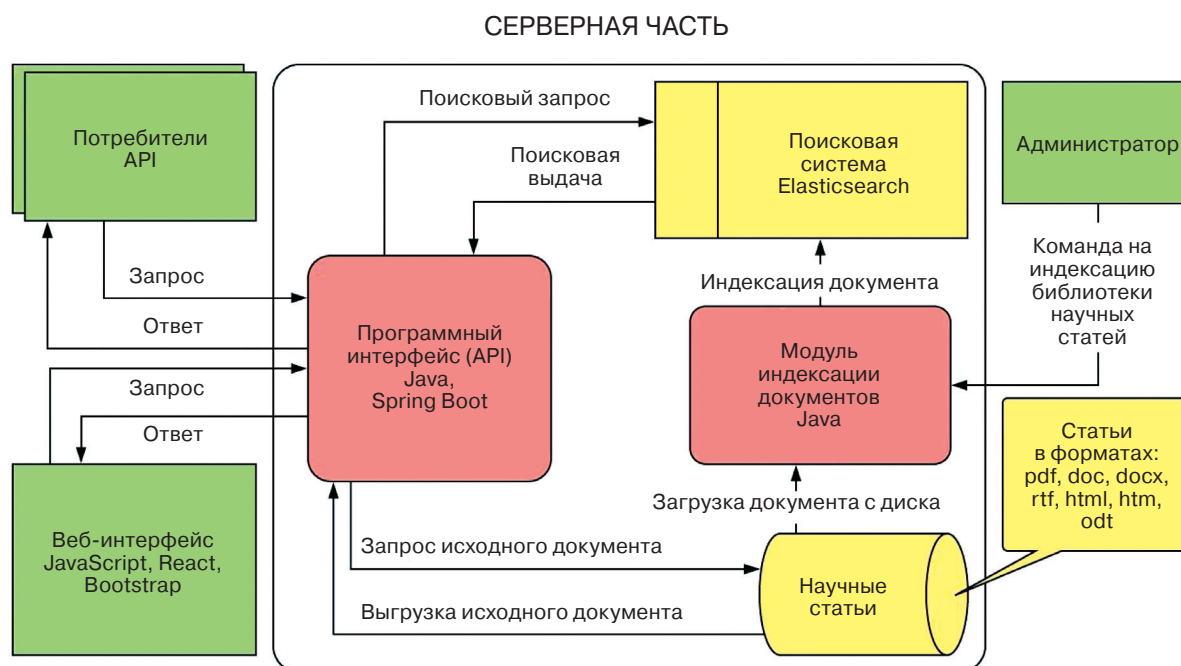 СЕРВЕРНАЯ ЧАСТЬ
Потребители
API
Поисковый запрос
Поисковая
система
Elasticsearch
Администратор
Поисковая
выдача
Запрос
Ответ
Индексация документа
Команда на
индексацию
библиотеки
научных
статей
Программный
интерфейс (API)
Java,
Spring Boot
Модуль
индексации
документов
Java
Запрос
Ответ
Статьи
в форматах:
pdf, doc, docx,
rtf, html, htm,
odt
Загрузка документа с диска
Веб-интерфейс
JavaScript, React,
Bootstrap
Запрос исходного документа
Научные
статьи
Выгрузка исходного документа